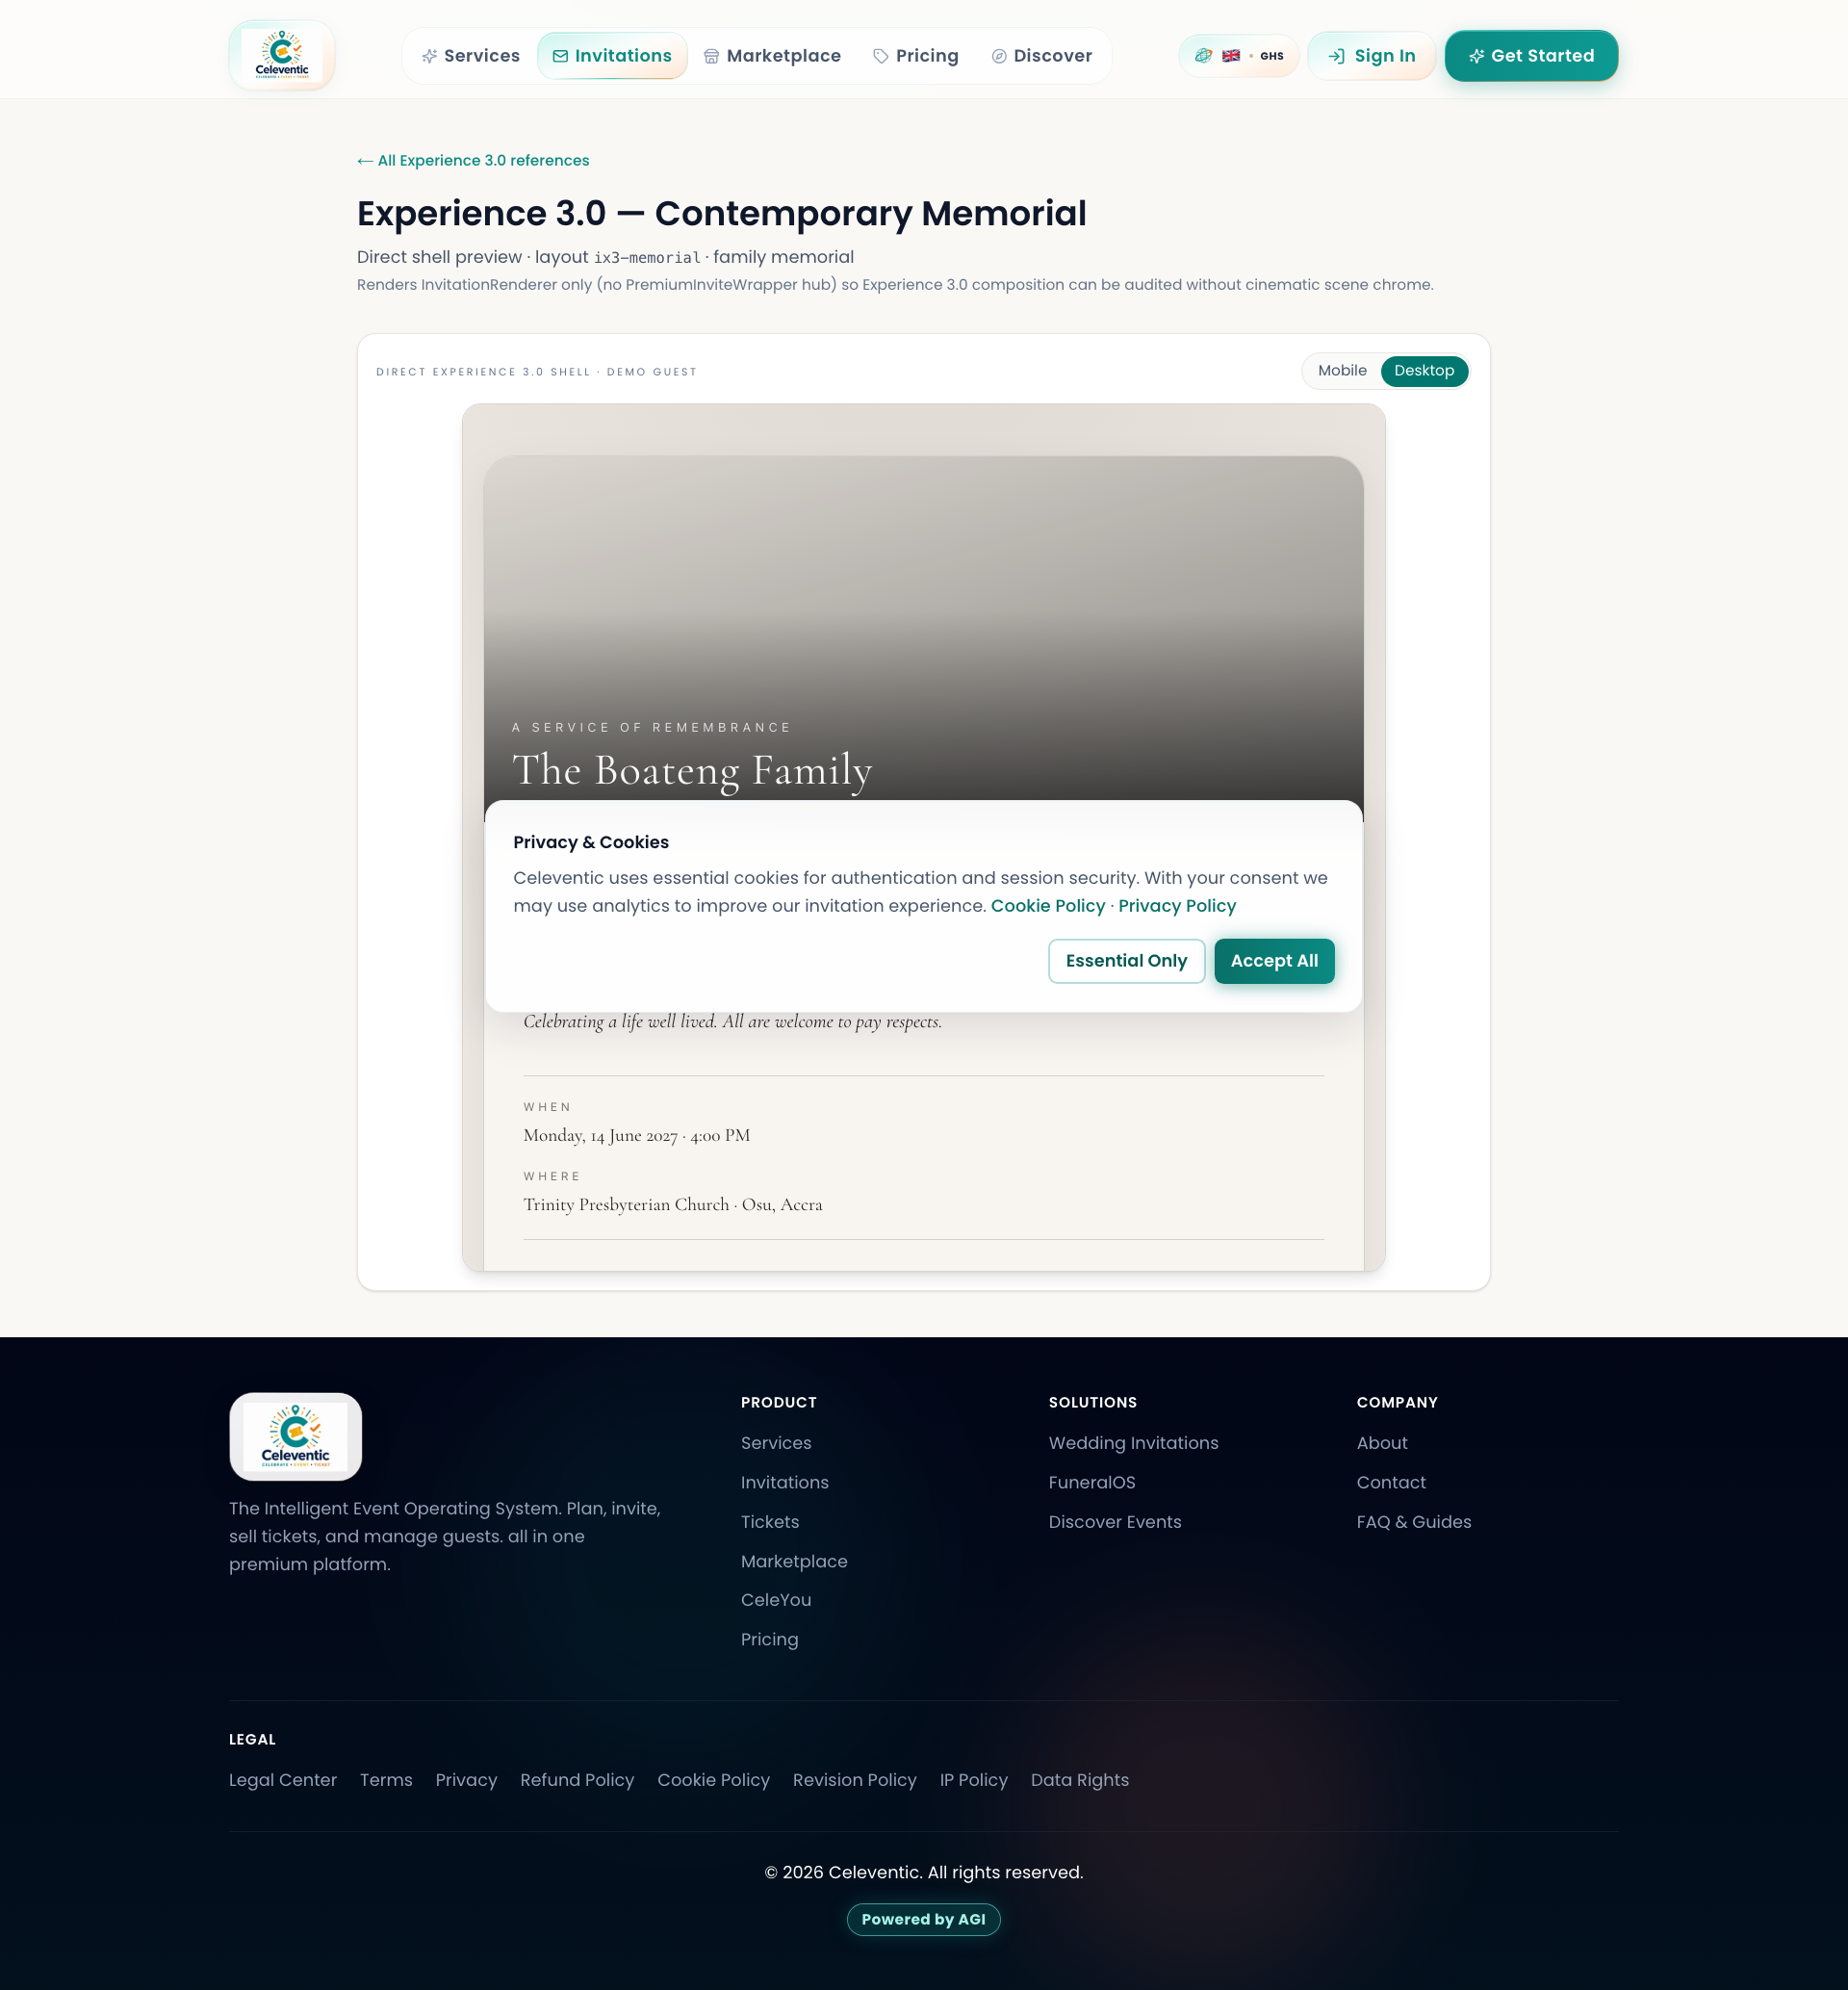 Celeventic
CELEBRATE • EVENT • TICKET
Services
Invitations
Marketplace
Pricing
Discover
GHS
Sign In
Get Started
← All Experience 3.0 references
Experience 3.0 — Contemporary Memorial
Direct shell preview · layout ix3-memorial · family memorial
Renders InvitationRenderer only (no PremiumInviteWrapper hub) so Experience 3.0 composition can be audited without cinematic scene chrome.
DIRECT EXPERIENCE 3.0 SHELL · DEMO GUEST
Mobile
Desktop
A SERVICE OF REMEMBRANCE
The Boateng Family
Privacy & Cookies
Celeventic uses essential cookies for authentication and session security. With your consent we
may use analytics to improve our invitation experience. Cookie Policy · Privacy Policy
Essential Only
Accept All
Celebrating a life well lived. All are welcome to pay respects.
WHEN
Monday, 14 June 2027 · 4:00 PM
WHERE
Trinity Presbyterian Church · Osu, Accra
Celeventic
CELEBRATE • EVENT • TICKET
The Intelligent Event Operating System. Plan, invite,
sell tickets, and manage guests. all in one
premium platform.
PRODUCT
Services
Invitations
Tickets
Marketplace
CeleYou
Pricing
SOLUTIONS
Wedding Invitations
FuneralOS
Discover Events
COMPANY
About
Contact
FAQ & Guides
LEGAL
Legal Center
Terms
Privacy
Refund Policy
Cookie Policy
Revision Policy
IP Policy
Data Rights
© 2026 Celeventic. All rights reserved.
Powered by AGI